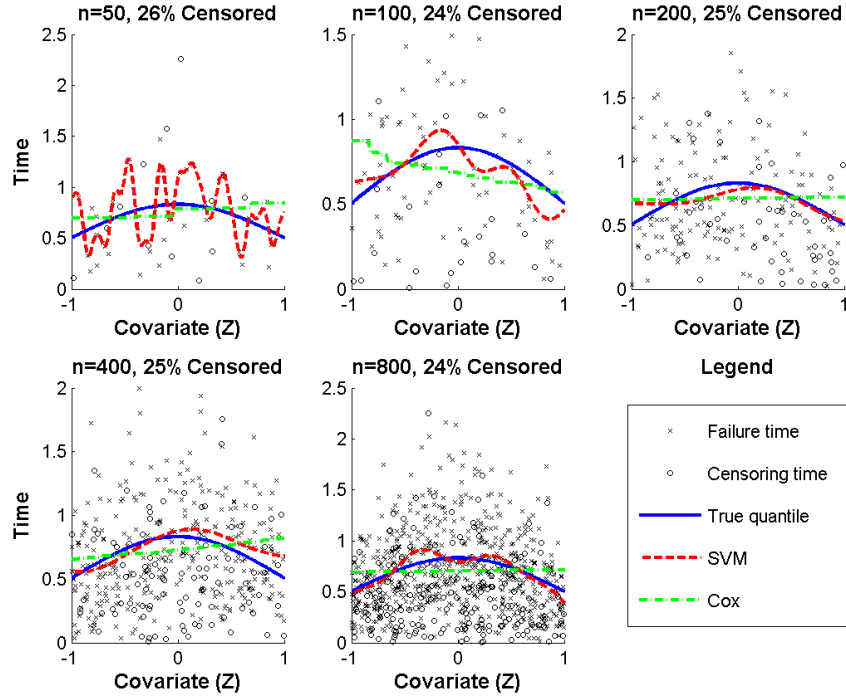 n=50, 26% Censored
2.5
2
1.5
1
0.5
0
-1 0 1
Time
Covariate (Z)
n=100, 24% Censored
1.5
1
0.5
0
-1 0 1
Covariate (Z)
n=200, 25% Censored
2
1.5
1
0.5
0
-1 0 1
Covariate (Z)
n=400, 25% Censored
2
1.5
1
0.5
0
-1 0 1
Time
Covariate (Z)
n=800, 24% Censored
2.5
2
1.5
1
0.5
0
-1 0 1
Covariate (Z)
Legend
Failure time
Censoring time
True quantile
SVM
Cox